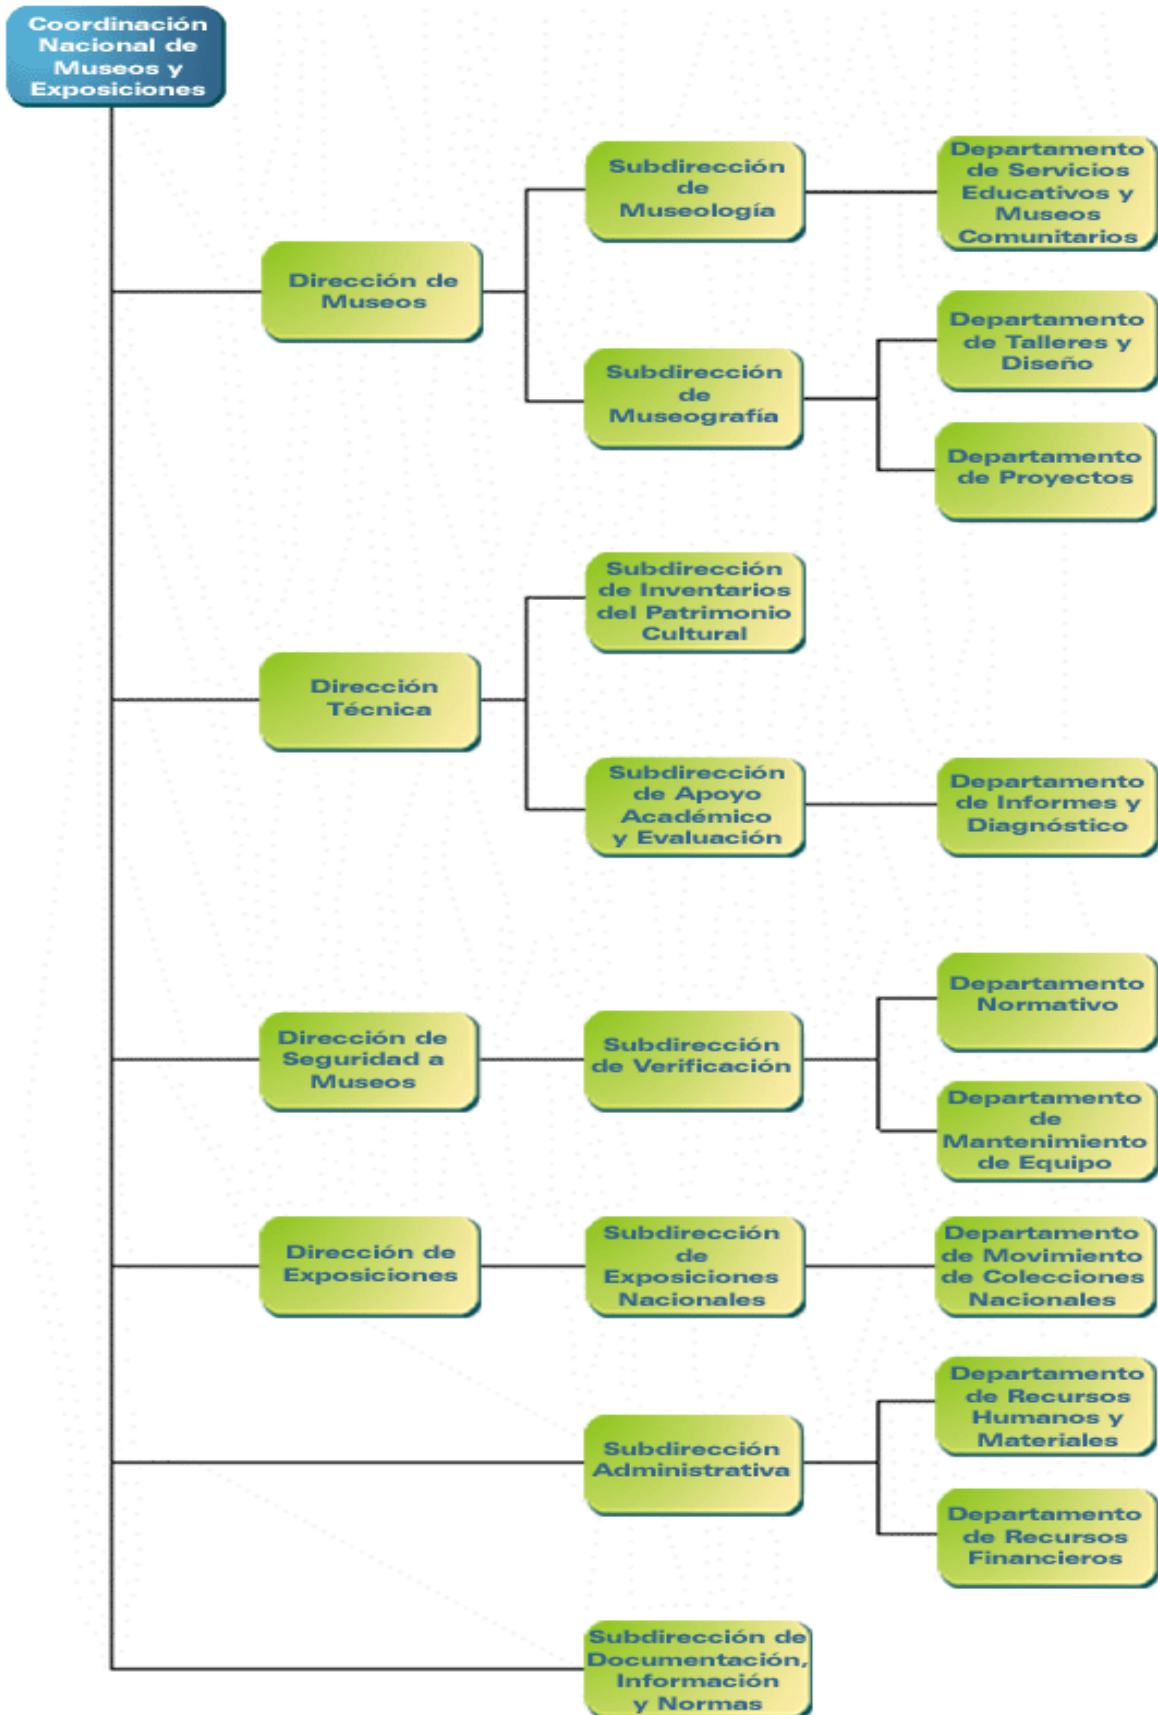 Coordinación
Nacional de
Museos y
Exposiciones
Subdirección
de
Museología
Departamento
de Servicios
Educativos y
Museos
Comunitarios
Dirección de
Museos
Departamento
de Talleres y
Diseño
Subdirección
de
Museografía
Departamento
de Proyectos
Subdirección
de Inventarios
del Patrimonio
Cultural
Dirección
Técnica
Subdirección
de Apoyo
Académico
y Evaluación
Departamento
de Informes y
Diagnóstico
Departamento
Normativo
Dirección de
Seguridad a
Museos
Subdirección
de Verificación
Departamento
de
Mantenimiento
de Equipo
Dirección de
Exposiciones
Subdirección
de
Exposiciones
Nacionales
Departamento
de Movimiento
de Colecciones
Nacionales
Departamento
de Recursos
Humanos y
Materiales
Subdirección
Administrativa
Departamento
de Recursos
Financieros
Subdirección de
Documentación,
Información
y Normas